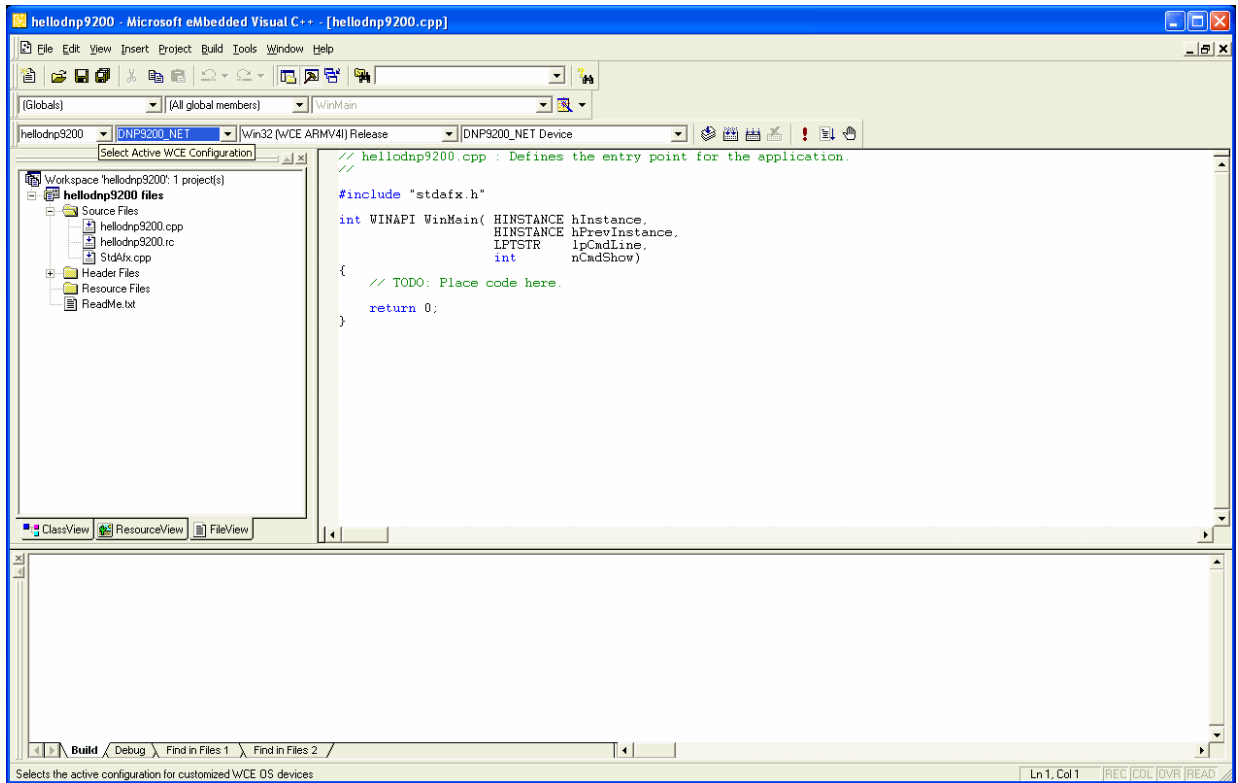 hellodnp9200 - Microsoft eMbedded Visual C++ - [hellodnp9200.cpp]
File Edit View Insert Project Build Tools Window Help
(Globals) (All global members) WinMain
hellodnp9200 DNP9200_NET Win32 (WCE ARMV4I) Release DNP9200_NET Device
Select Active WCE Configuration
Workspace 'hellodnp9200': 1 project(s)
hellodnp9200 files
Source Files
hellodnp9200.cpp
hellodnp9200.rc
StdAfx.cpp
Header Files
Resource Files
ReadMe.txt
ClassView ResourceView FileView
// hellodnp9200.cpp : Defines the entry point for the application.
//
#include "stdafx.h"
int WINAPI WinMain( HINSTANCE hInstance,
HINSTANCE hPrevInstance,
LPTSTR lpCmdLine,
int nCmdShow)
{
// TODO: Place code here.
return 0;
}
Build Debug Find in Files 1 Find in Files 2
Selects the active configuration for customized WCE OS devices Ln 1, Col 1 REC COL OVR READ